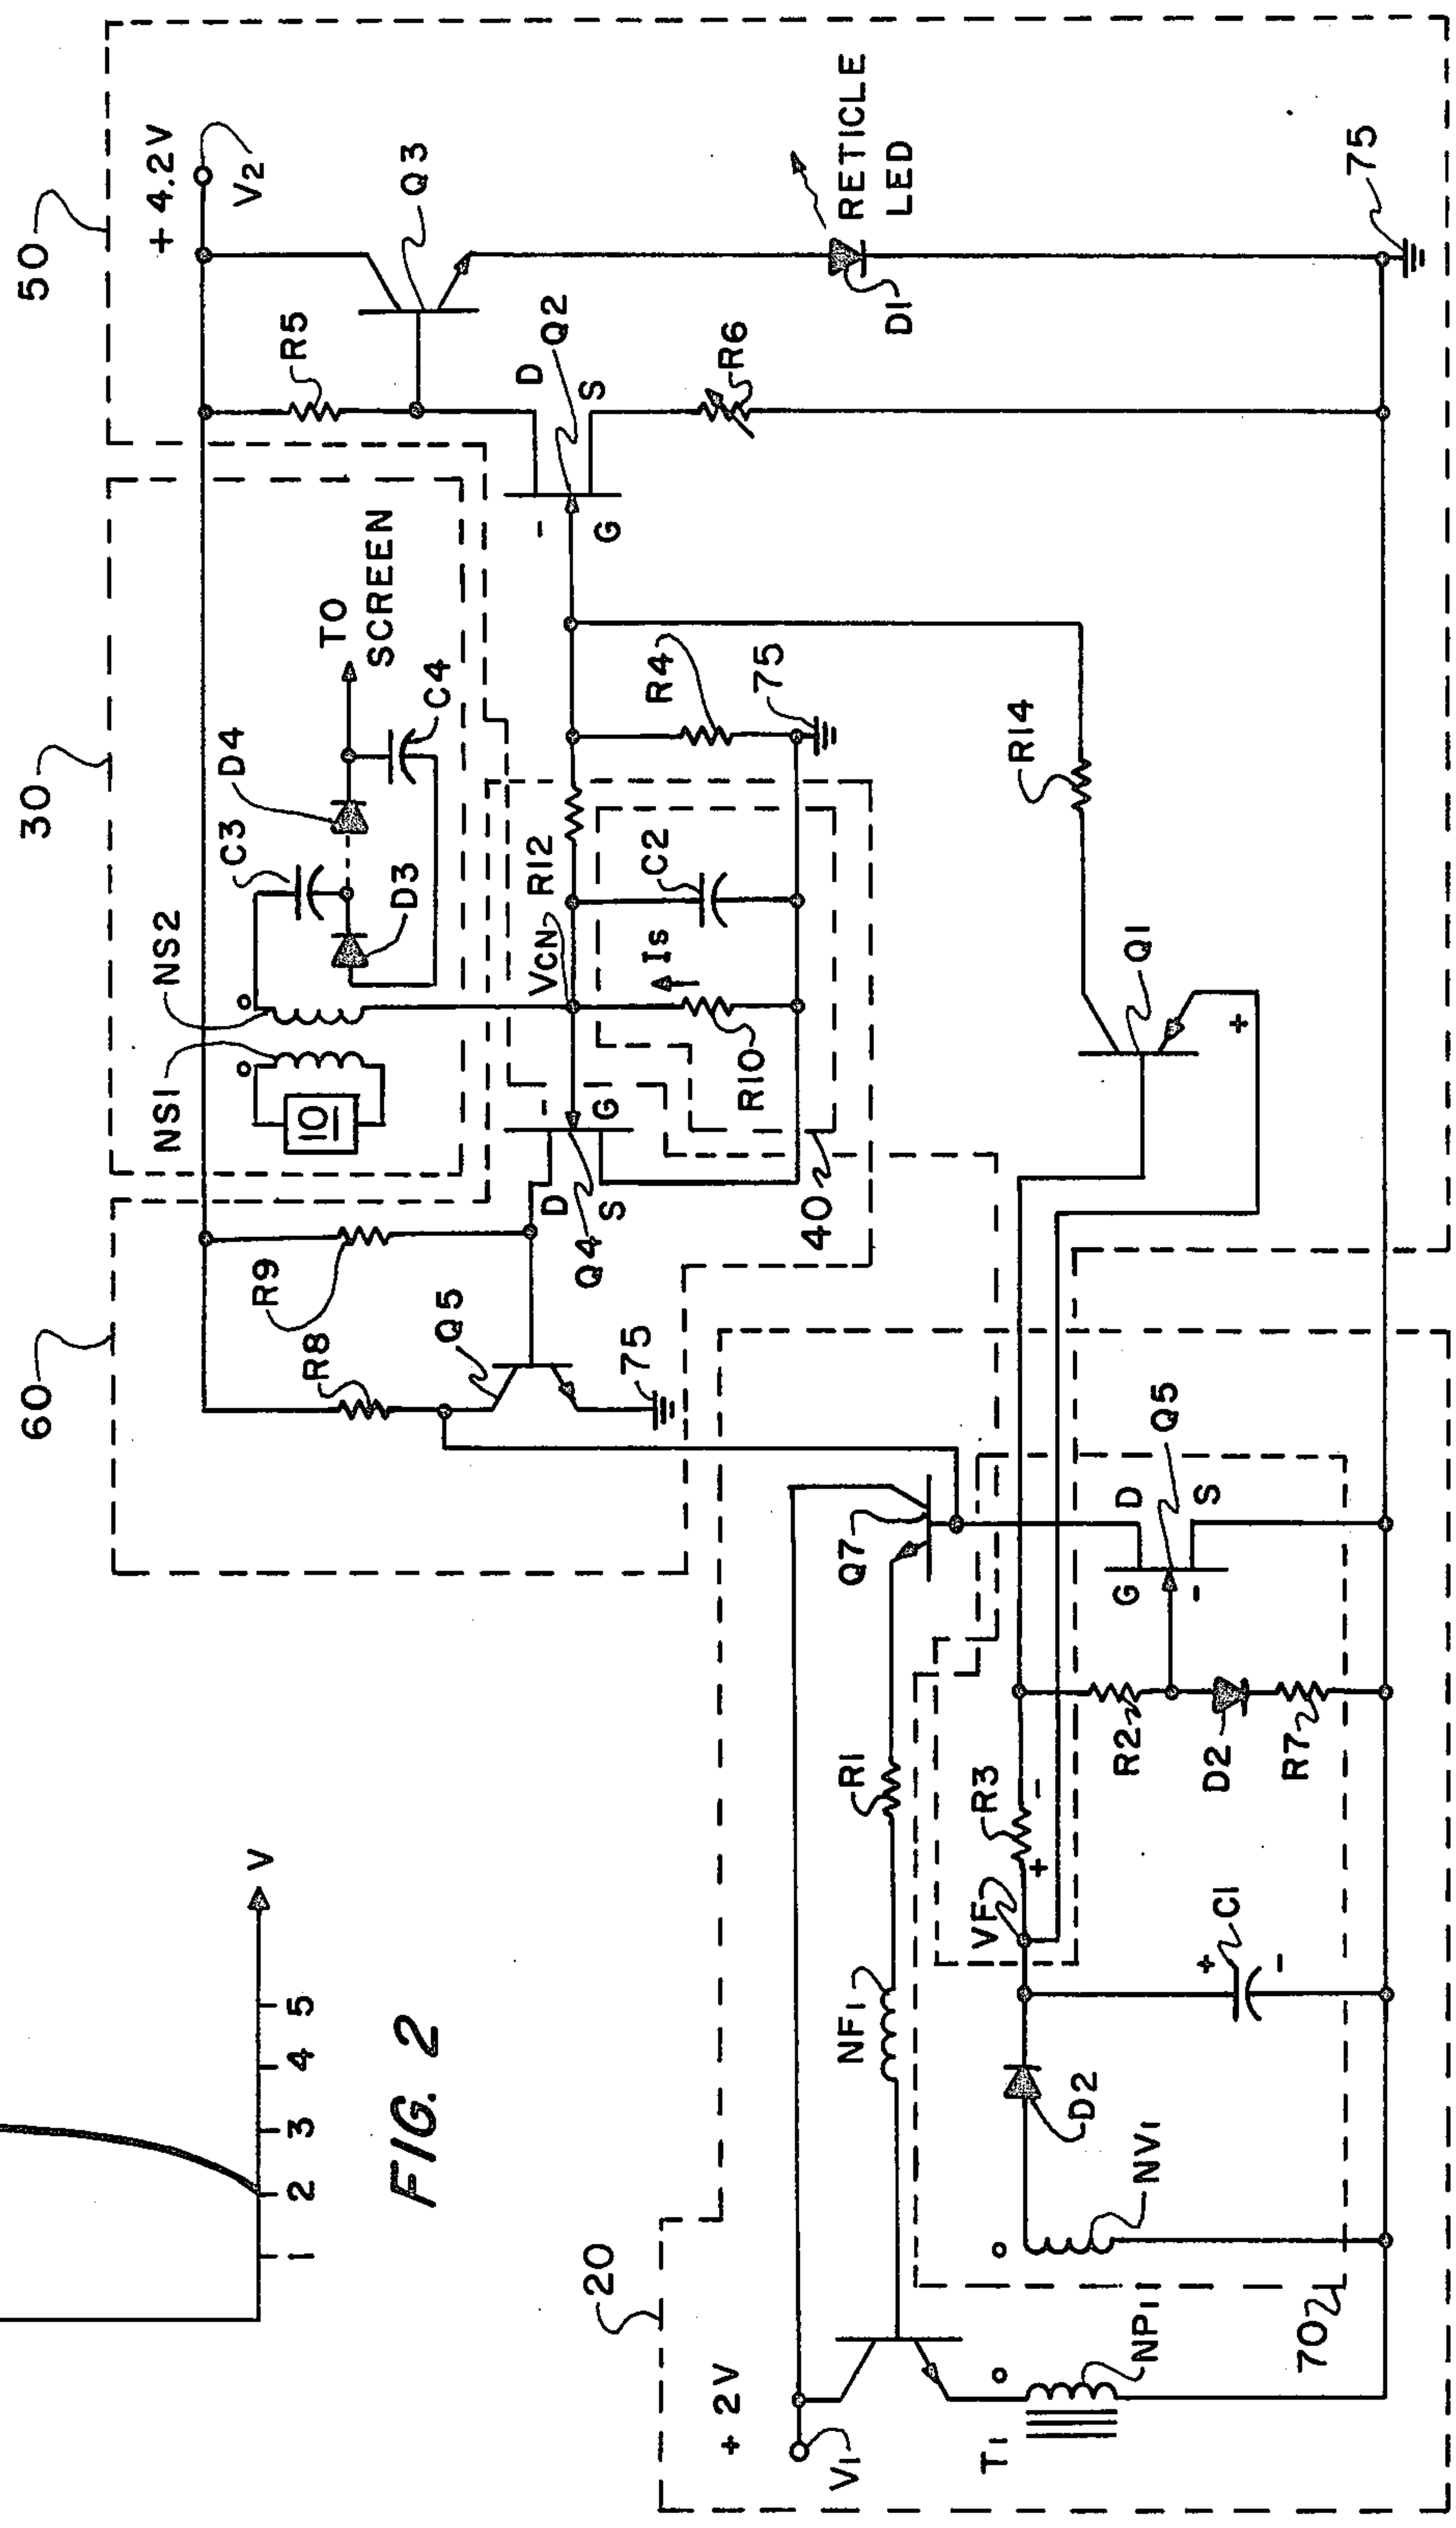 50
30
60
+ 4.2V
V2
Q3
R5
RETICLE
LED
D1
75
Q2
D
S
G
-
R6
TO
SCREEN
C4
D4
C3
D3
NS2
NS1
10
R4
75
R12
VCN
C2
Is
R10
40
R14
Q1
+
-
G
D
S
Q4
R9
R8
Q5
75
Q7
R1
NF1
D
S
G
-
Q5
R2
D2
R7
R3
-
+
VF
C1
+
-
D2
NV1
70
20
+ 2V
V1
T1
NP1
V
1 2 3 4 5
FIG. 2